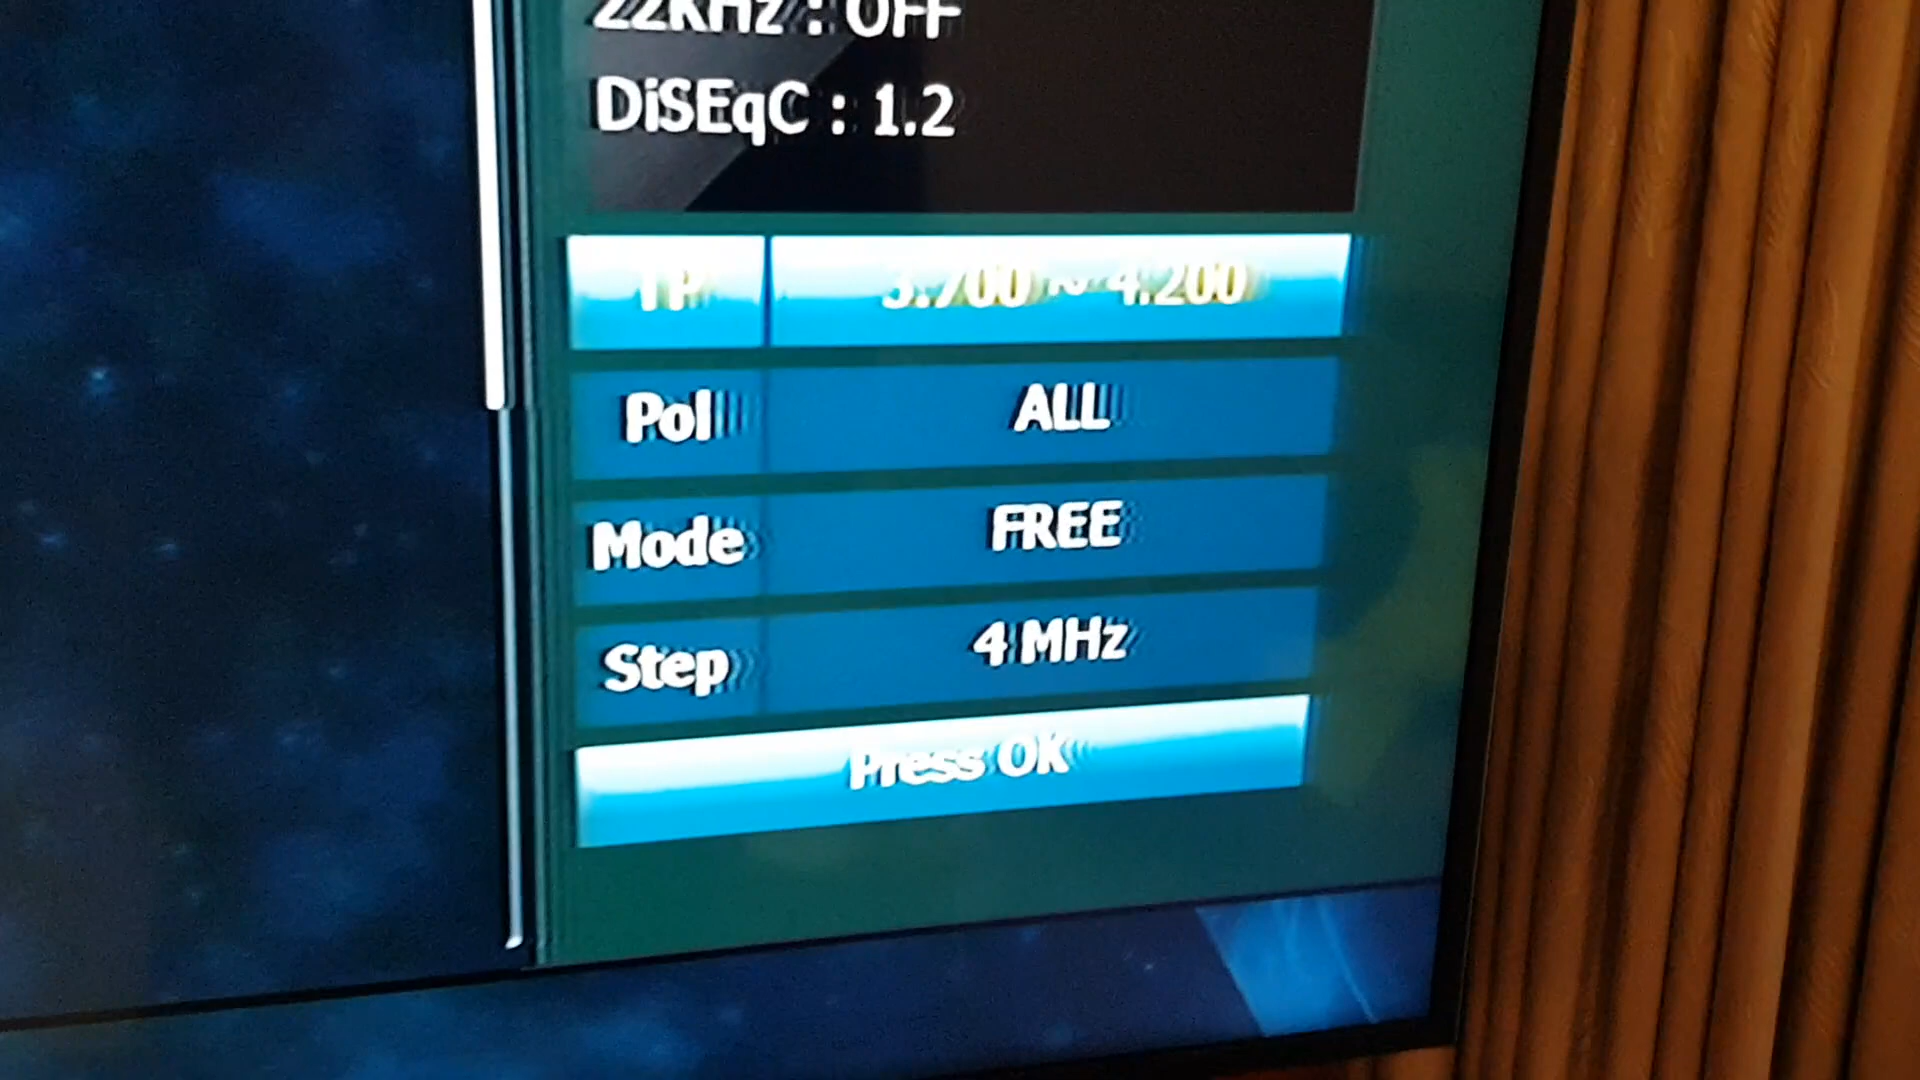 22KHz : OFF
DiSEqC : 1.2
TP 3.700 ~ 4.200
Pol ALL
Mode FREE
Step 4 MHz
Press OK